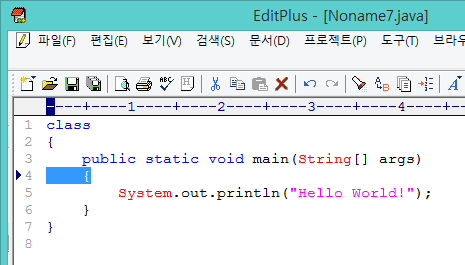 EditPlus - [Noname7.java]
파일(F) 편집(E) 보기(V) 검색(S) 문서(D) 프로젝트(P) 도구(T) 브라우
----+----1----+----2----+----3----+----4----+---
1 class
2 {
3     public static void main(String[] args)
4     {
5         System.out.println("Hello World!");
6     }
7 }
8